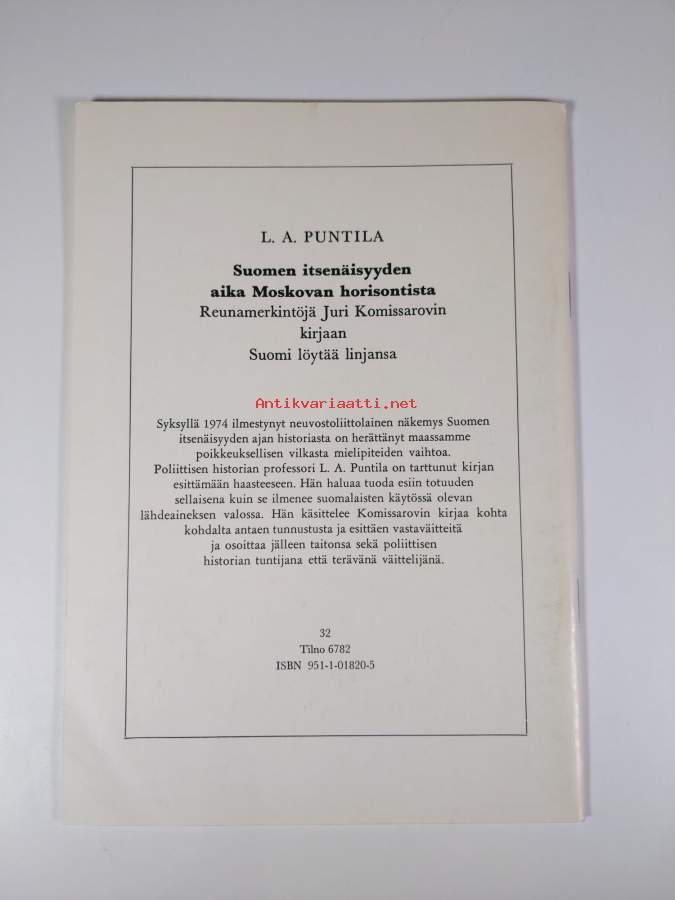 L. A. PUNTILA
Suomen itsenäisyyden
aika Moskovan horisontista
Reunamerkintöjä Juri Komissarovin
kirjaan
Suomi löytää linjansa
Antikvariaatti.net
Syksyllä 1974 ilmestynyt neuvostoliittolainen näkemys Suomen
itsenäisyyden ajan historiasta on herättänyt maassamme
poikkeuksellisen vilkasta mielipiteiden vaihtoa.
Poliittisen historian professori L. A. Puntila on tarttunut kirjan
esittämään haasteeseen. Hän haluaa tuoda esiin totuuden
sellaisena kuin se ilmenee suomalaisten käytössä olevan
lähdeaineksen valossa. Hän käsittelee Komissarovin kirjaa kohta
kohdalta antaen tunnustusta ja esittäen vastaväitteitä
ja osoittaa jälleen taitonsa sekä poliittisen
historian tuntijana että terävänä väittelijänä.
32
Tilno 6782
ISBN 951-1-01820-5